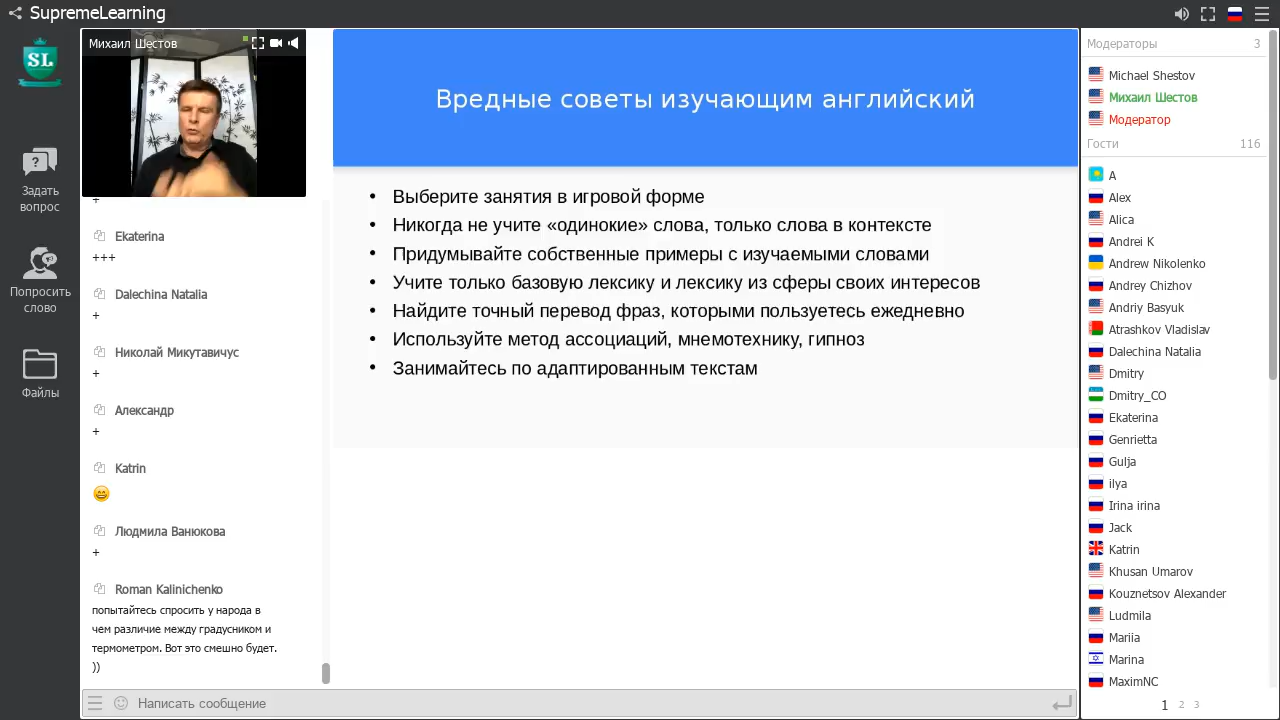 SupremeLearning
SL
Задать
вопрос
Попросить
слово
Файлы
Михаил Шестов
+
Ekaterina
+++
Dalechina Natalia
+
Николай Микутавичус
+
Александр
+
Katrin
Людмила Ванюкова
+
Roman Kalinichenko
попытайтесь спросить у народа в
чем различие между градусником и
термометром. Вот это смешно будет.
))
Написать сообщение
Вредные советы изучающим английский
• Выберите занятия в игровой форме
• Никогда не учите «одинокие» слова, только слова в контексте
• Придумывайте собственные примеры с изучаемыми словами
• Учите только базовую лексику и лексику из сферы своих интересов
• Найдите точный перевод фраз, которыми пользуетесь ежедневно
• Используйте метод ассоциаций, мнемотехнику, гипноз
• Занимайтесь по адаптированным текстам
Модераторы 3
Michael Shestov
Михаил Шестов
Модератор
Гости 116
A
Alex
Alica
Andrei K
Andrew Nikolenko
Andrey Chizhov
Andriy Basyuk
Atrashkov Vladislav
Dalechina Natalia
Dmitry
Dmitry_CO
Ekaterina
Genrietta
Gulja
ilya
Irina irina
Jack
Katrin
Khusan Umarov
Kouznetsov Alexander
Ludmila
Mariia
Marina
MaximNC
1 2 3